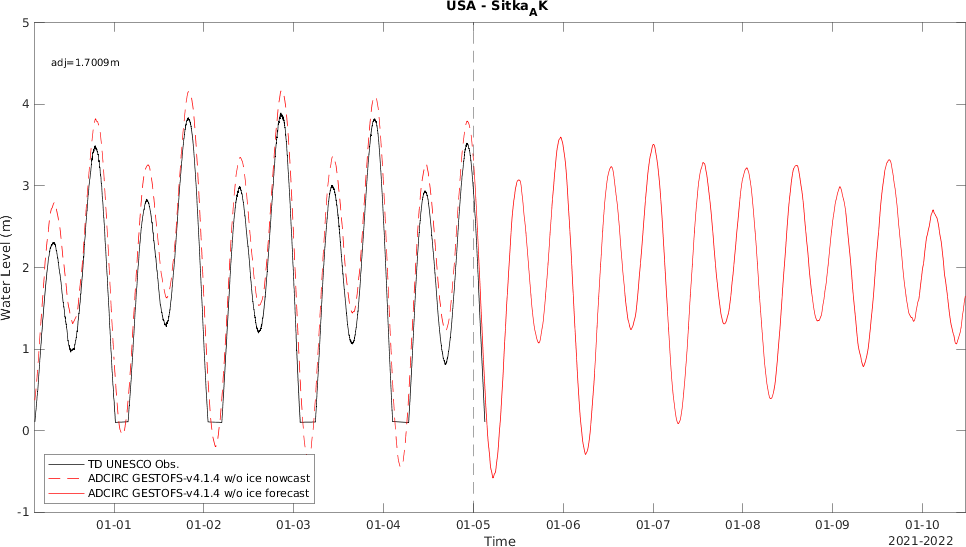 USA - Sitka_AK
adj=1.7009m
5
4
3
2
1
0
-1
Water Level (m)
TD UNESCO Obs.
ADCIRC GESTOFS-v4.1.4 w/o ice nowcast
ADCIRC GESTOFS-v4.1.4 w/o ice forecast
01-01 01-02 01-03 01-04 01-05 01-06 01-07 01-08 01-09 01-10
Time
2021-2022